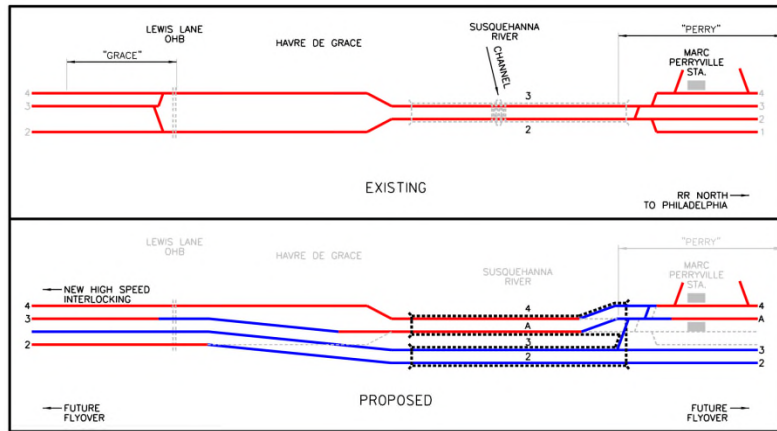 LEWIS LANE
OHB
HAVRE DE GRACE
SUSQUEHANNA
RIVER
CHANNEL
"PERRY"
MARC
PERRYVILLE
STA.
"GRACE"
4
3
2
3
2
4
3
2
1
EXISTING
RR NORTH
TO PHILADELPHIA
LEWIS LANE
OHB
HAVRE DE GRACE
SUSQUEHANNA
RIVER
"PERRY"
MARC
PERRYVILLE
STA.
NEW HIGH SPEED
INTERLOCKING
4
3
2
4
A
3
2
4
A
3
2
FUTURE
FLYOVER
PROPOSED
FUTURE
FLYOVER